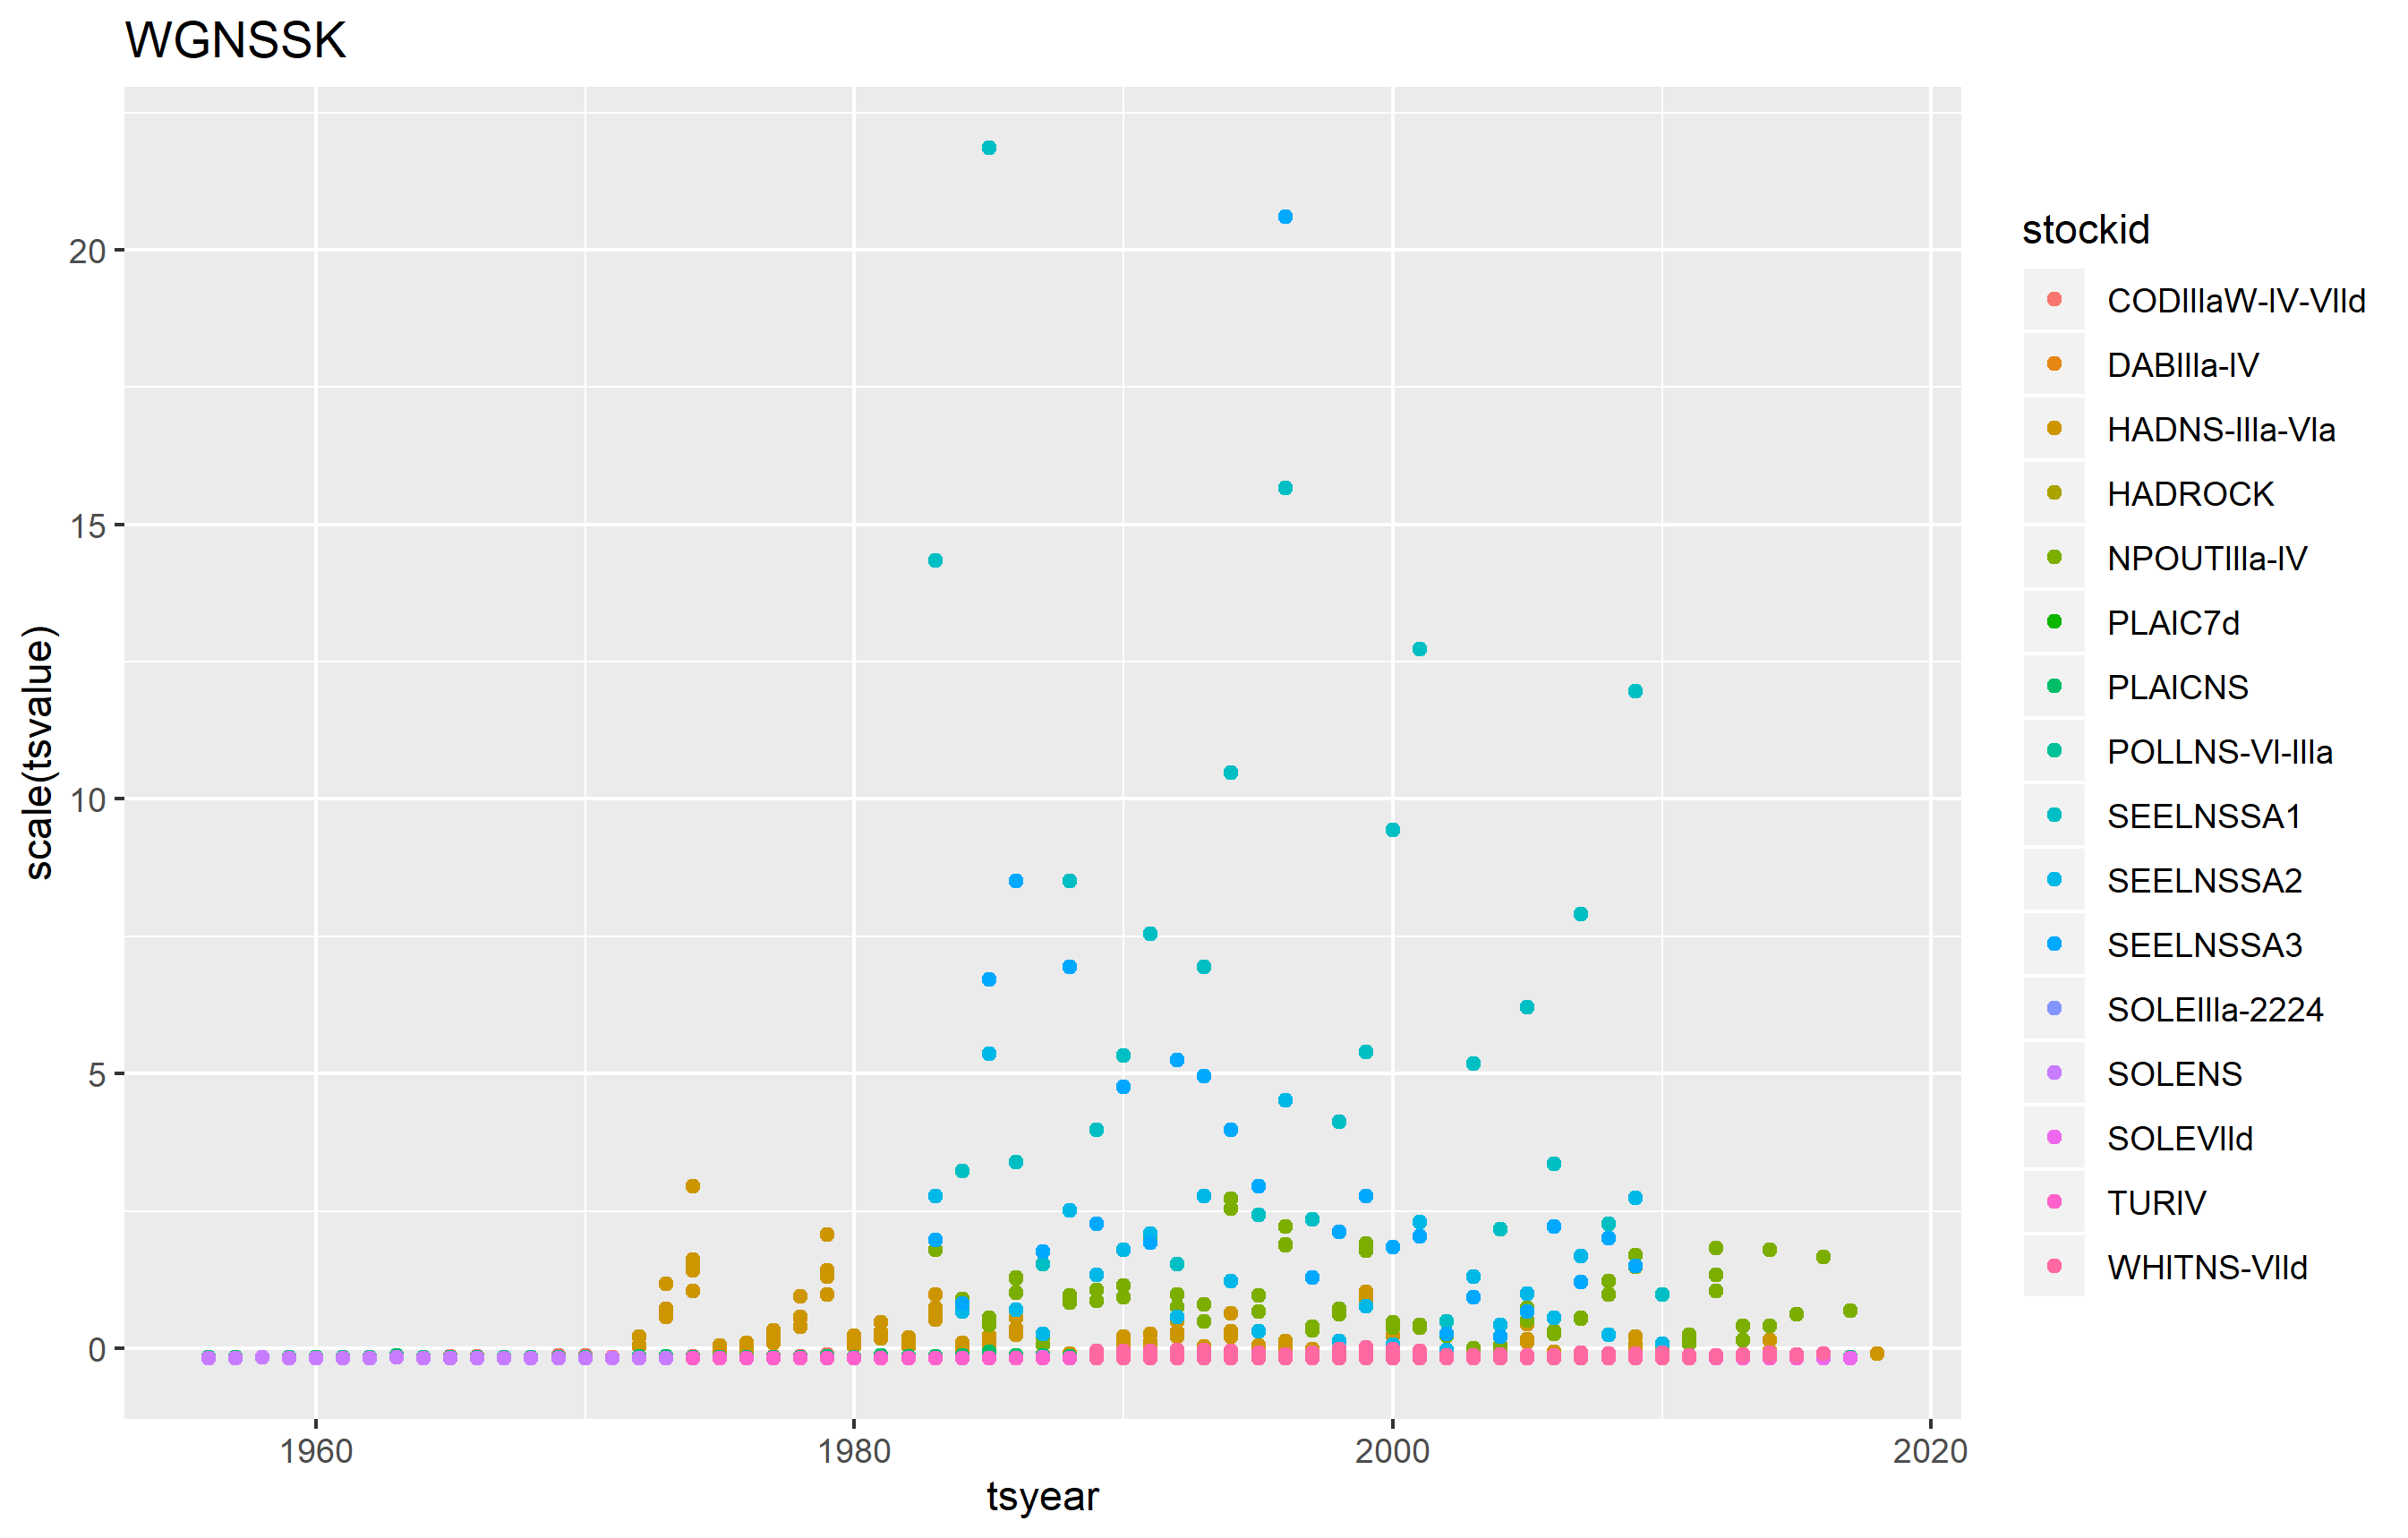 WGNSSK
20
15
10
5
0
scale(tsvalue)
1960
1980
2000
2020
tsyear
stockid
CODIIIaW-IV-VIId
DABIIIa-IV
HADNS-IIIa-VIa
HADROCK
NPOUTIIIa-IV
PLAIC7d
PLAICNS
POLLNS-VI-IIIa
SEELNSSA1
SEELNSSA2
SEELNSSA3
SOLEIIIa-2224
SOLENS
SOLEVIId
TURIV
WHITNS-VIId